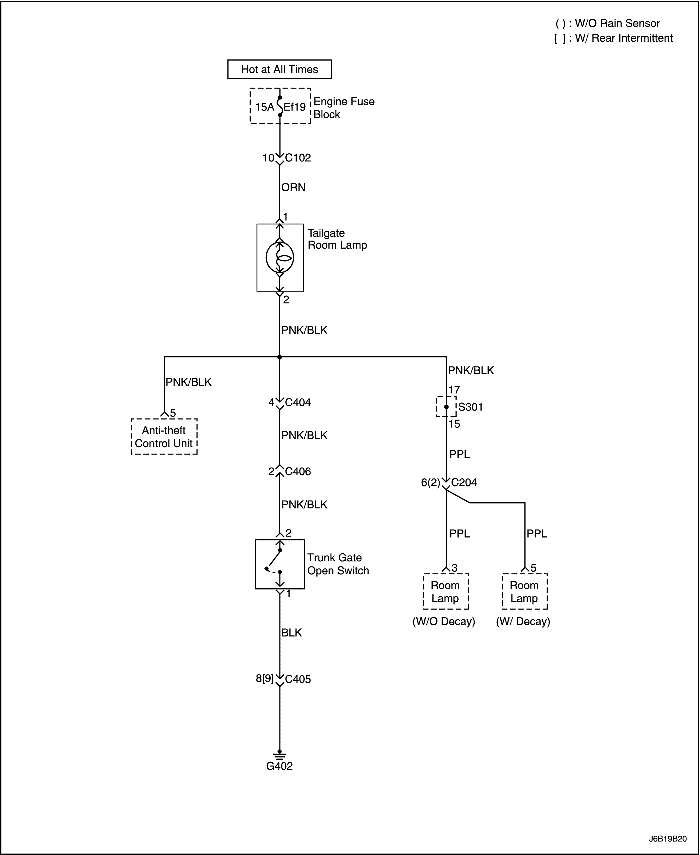 ( ) : W/O Rain Sensor
[ ] : W/ Rear Intermittent
Hot at All Times
15A Ef19
Engine Fuse
Block
10 C102
ORN
1
Tailgate
Room Lamp
2
PNK/BLK
PNK/BLK
PNK/BLK
17
4 C404
S301
5
15
Anti-theft
Control Unit
PNK/BLK
PPL
2 C406
6(2) C204
PNK/BLK
2
PPL
PPL
Trunk Gate
Open Switch
3
5
1
Room
Lamp
Room
Lamp
(W/O Decay)
(W/ Decay)
BLK
8[9] C405
G402
J6B19B20